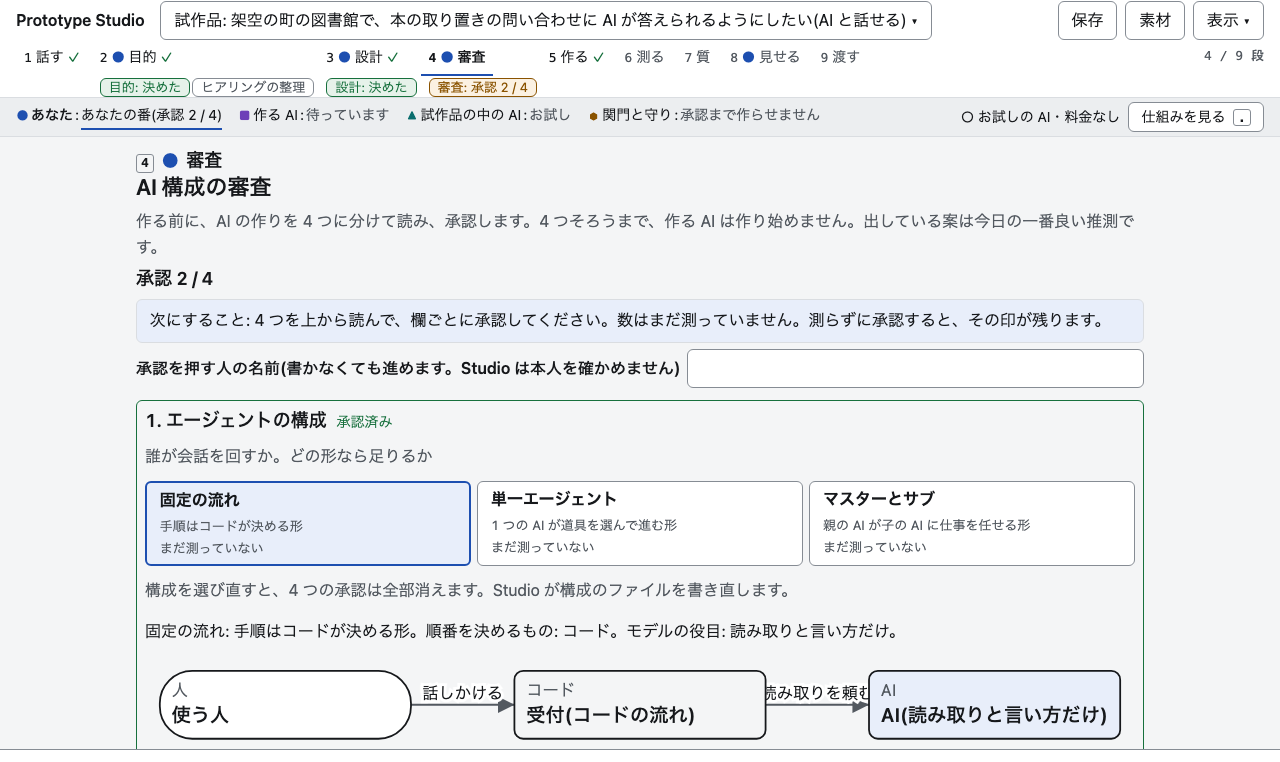 Prototype Studio
試作品: 架空の町の図書館で、本の取り置きの問い合わせに AI が答えられるようにしたい(AI と話せる) ▾
保存
素材
表示 ▾
1 話す ✓
2 ● 目的 ✓
3 ● 設計 ✓
4 ● 審査
5 作る ✓
6 測る
7 質
8 ● 見せる
9 渡す
4 / 9 段
目的: 決めた
ヒアリングの整理
設計: 決めた
審査: 承認 2 / 4
あなた: あなたの番(承認 2 / 4)
作る AI: 待っています
試作品の中の AI: お試し
関門と守り: 承認まで作らせません
お試しの AI・料金なし
仕組みを見る .
4 ● 審査
AI 構成の審査
作る前に、AI の作りを 4 つに分けて読み、承認します。4 つそろうまで、作る AI は作り始めません。出している案は今日の一番良い推測で
す。
承認 2 / 4
次にすること: 4 つを上から読んで、欄ごとに承認してください。数はまだ測っていません。測らずに承認すると、その印が残ります。
承認を押す人の名前(書かなくても進めます。Studio は本人を確かめません)
1. エージェントの構成 承認済み
誰が会話を回すか。どの形なら足りるか
固定の流れ
手順はコードが決める形
まだ測っていない
単一エージェント
1 つの AI が道具を選んで進む形
まだ測っていない
マスターとサブ
親の AI が子の AI に仕事を任せる形
まだ測っていない
構成を選び直すと、4 つの承認は全部消えます。Studio が構成のファイルを書き直します。
固定の流れ: 手順はコードが決める形。順番を決めるもの: コード。モデルの役目: 読み取りと言い方だけ。
人
使う人
話しかける
コード
受付(コードの流れ)
読み取りを頼む
AI
AI(読み取りと言い方だけ)